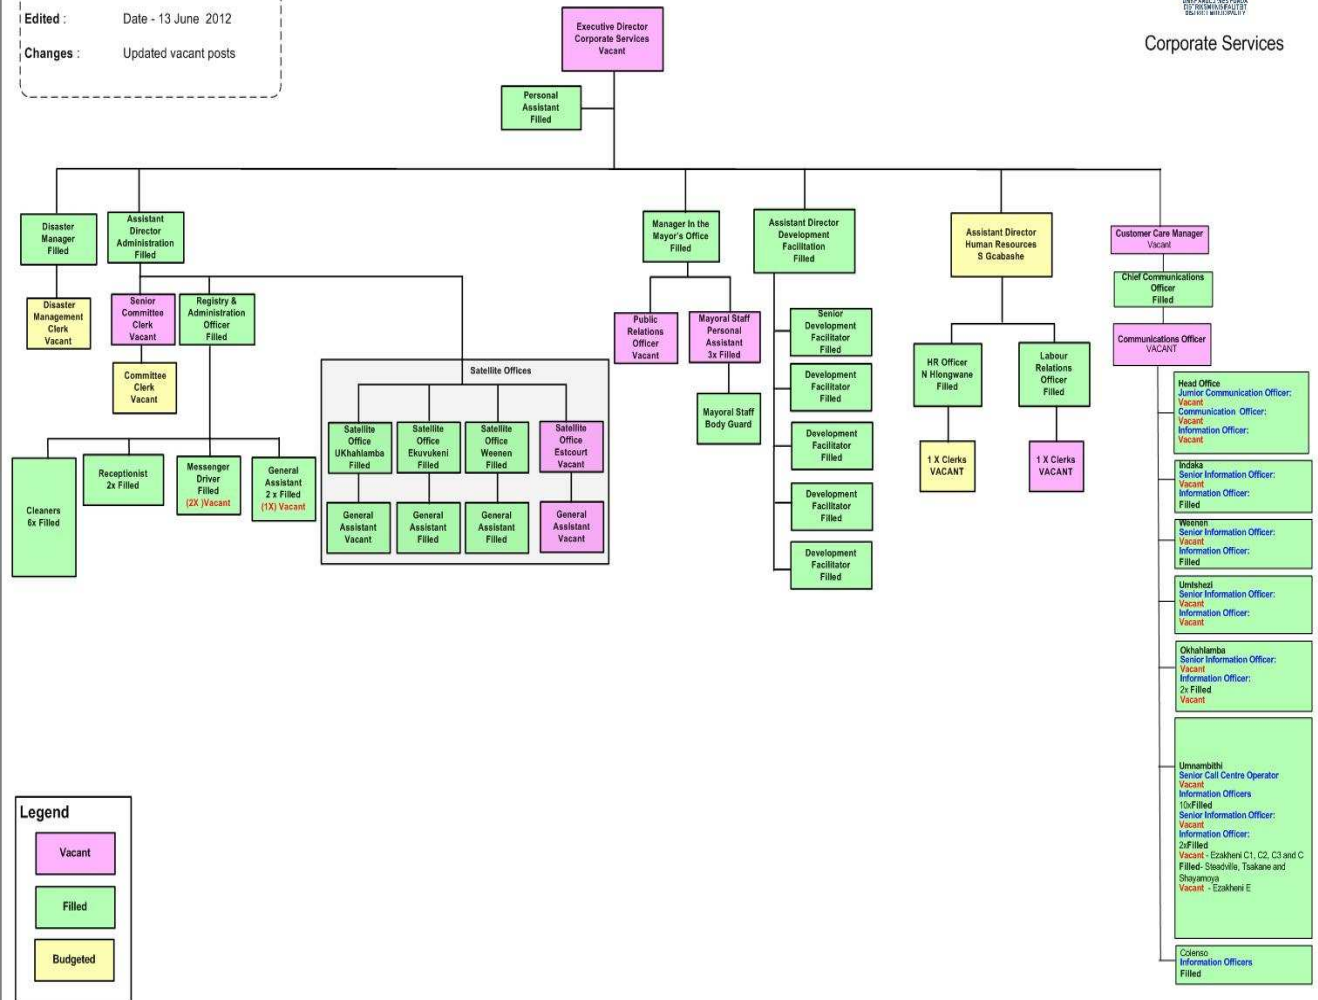 Edited : Date - 13 June 2012
Changes : Updated vacant posts
DISTRICT MUNICIPALITY
Corporate Services
Executive Director
Corporate Services
Vacant
Personal
Assistant
Filled
Disaster
Manager
Filled
Disaster
Management
Clerk
Vacant
Assistant
Director
Administration
Filled
Senior
Committee
Clerk
Vacant
Committee
Clerk
Vacant
Registry &
Administration
Officer
Filled
Cleaners
6x Filled
Receptionist
2x Filled
Messenger
Driver
Filled
(2X )Vacant
General
Assistant
2 x Filled
(1X) Vacant
Satellite Offices
Satellite
Office
UKhahlamba
Filled
Satellite
Office
Ekuvukeni
Filled
Satellite
Office
Weenen
Filled
Satellite
Office
Estcourt
Vacant
General
Assistant
Vacant
General
Assistant
Filled
General
Assistant
Filled
General
Assistant
Vacant
Manager In the
Mayor's Office
Filled
Public
Relations
Officer
Vacant
Mayoral Staff
Personal
Assistant
3x Filled
Mayoral Staff
Body Guard
Assistant Director
Development
Facilitation
Filled
Senior
Development
Facilitator
Filled
Development
Facilitator
Filled
Development
Facilitator
Filled
Development
Facilitator
Filled
Development
Facilitator
Filled
Assistant Director
Human Resources
S Gcabashe
HR Officer
N Hlongwane
Filled
1 X Clerks
VACANT
Labour
Relations
Officer
Filled
1 X Clerks
VACANT
Customer Care Manager
Vacant
Chief Communications
Officer
Filled
Communications Officer
VACANT
Head Office
Junior Communication Officer:
Vacant
Communication Officer:
Vacant
Information Officer:
Vacant
Indaka
Senior Information Officer:
Vacant
Information Officer:
Filled
Weenen
Senior Information Officer:
Vacant
Information Officer:
Filled
Umtshezi
Senior Information Officer:
Vacant
Information Officer:
Vacant
Okhahlamba
Senior Information Officer:
Vacant
Information Officer:
2x Filled
Vacant
Umnambithi
Senior Call Centre Operator
Vacant
Information Officers
10xFilled
Senior Information Officer:
Vacant
Information Officer:
2xFilled
Vacant - Ezakheni C1, C2, C3 and C
Filled- Steadville, Tsakane and
Shayamoya
Vacant - Ezakheni E
Colenso
Information Officers
Filled
Legend
Vacant
Filled
Budgeted